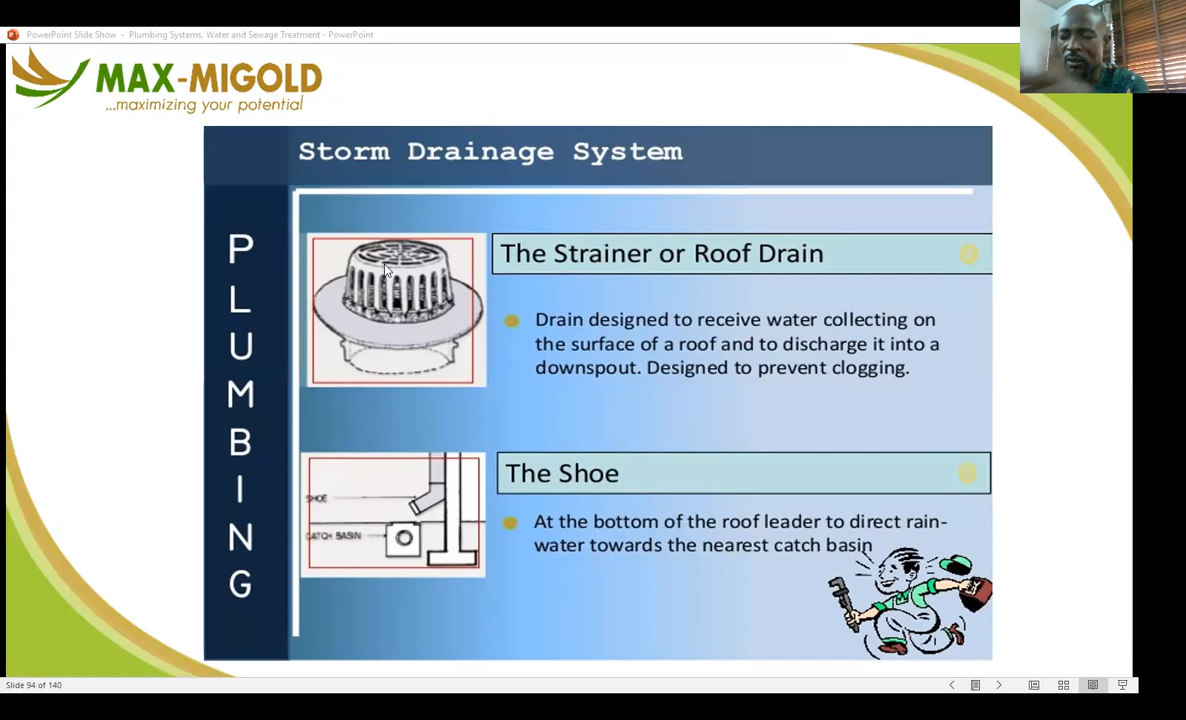 PowerPoint Slide Show - Plumbing Systems, Water and Sewage Treatment - PowerPoint
MAX-MIGOLD
...maximizing your potential
Storm Drainage System
PLUMBING
The Strainer or Roof Drain
Drain designed to receive water collecting on
the surface of a roof and to discharge it into a
downspout. Designed to prevent clogging.
SHOE
CATCH BASIN
The Shoe
At the bottom of the roof leader to direct rain-
water towards the nearest catch basin
Slide 94 of 140